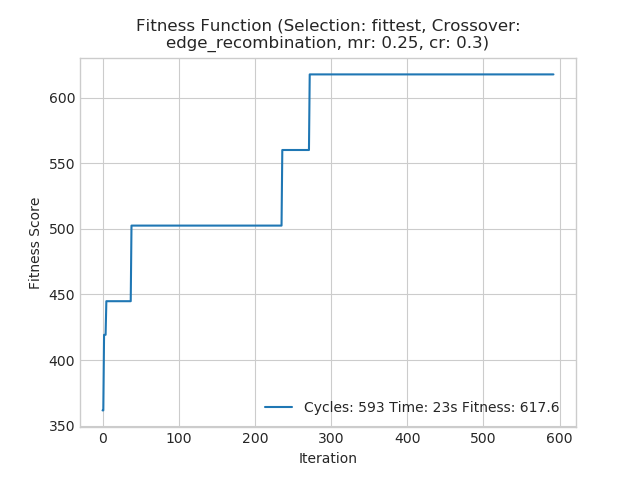 Fitness Function (Selection: fittest, Crossover:
edge_recombination, mr: 0.25, cr: 0.3)
Fitness Score
600
550
500
450
400
350
Cycles: 593 Time: 23s Fitness: 617.6
0 100 200 300 400 500 600
Iteration